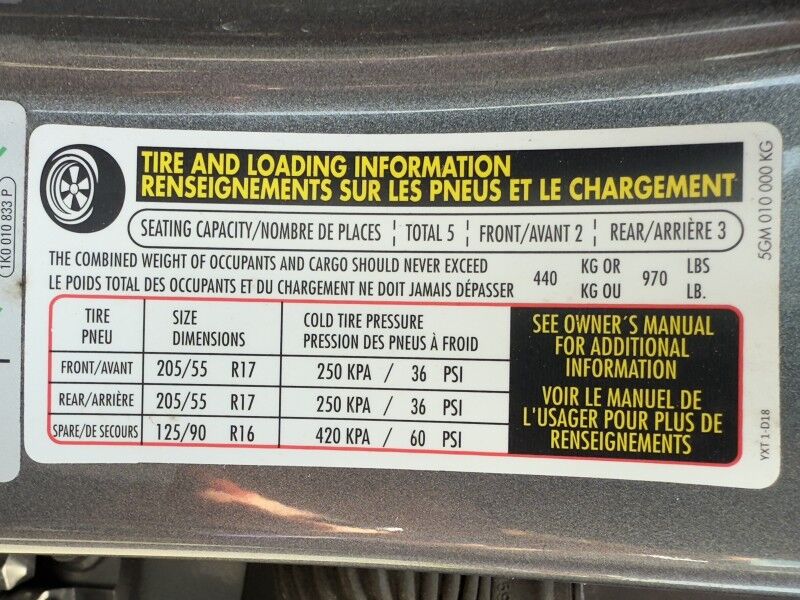 TIRE AND LOADING INFORMATION
RENSEIGNEMENTS SUR LES PNEUS ET LE CHARGEMENT
SEATING CAPACITY/NOMBRE DE PLACES ¦ TOTAL 5 ¦ FRONT/AVANT 2 ¦ REAR/ARRIÈRE 3
THE COMBINED WEIGHT OF OCCUPANTS AND CARGO SHOULD NEVER EXCEED
LE POIDS TOTAL DES OCCUPANTS ET DU CHARGEMENT NE DOIT JAMAIS DÉPASSER
440 KG OR 970 LBS
KG OU LB.
TIRE SIZE COLD TIRE PRESSURE
PNEU DIMENSIONS PRESSION DES PNEUS À FROID
FRONT/AVANT 205/55 R17 250 KPA / 36 PSI
REAR/ARRIÈRE 205/55 R17 250 KPA / 36 PSI
SPARE/DE SECOURS 125/90 R16 420 KPA / 60 PSI
SEE OWNER´S MANUAL
FOR ADDITIONAL
INFORMATION
VOIR LE MANUEL DE
L'USAGER POUR PLUS DE
RENSEIGNEMENTS
5GM 010 000 KG
YXT 1-D18
1K0 010 833 P